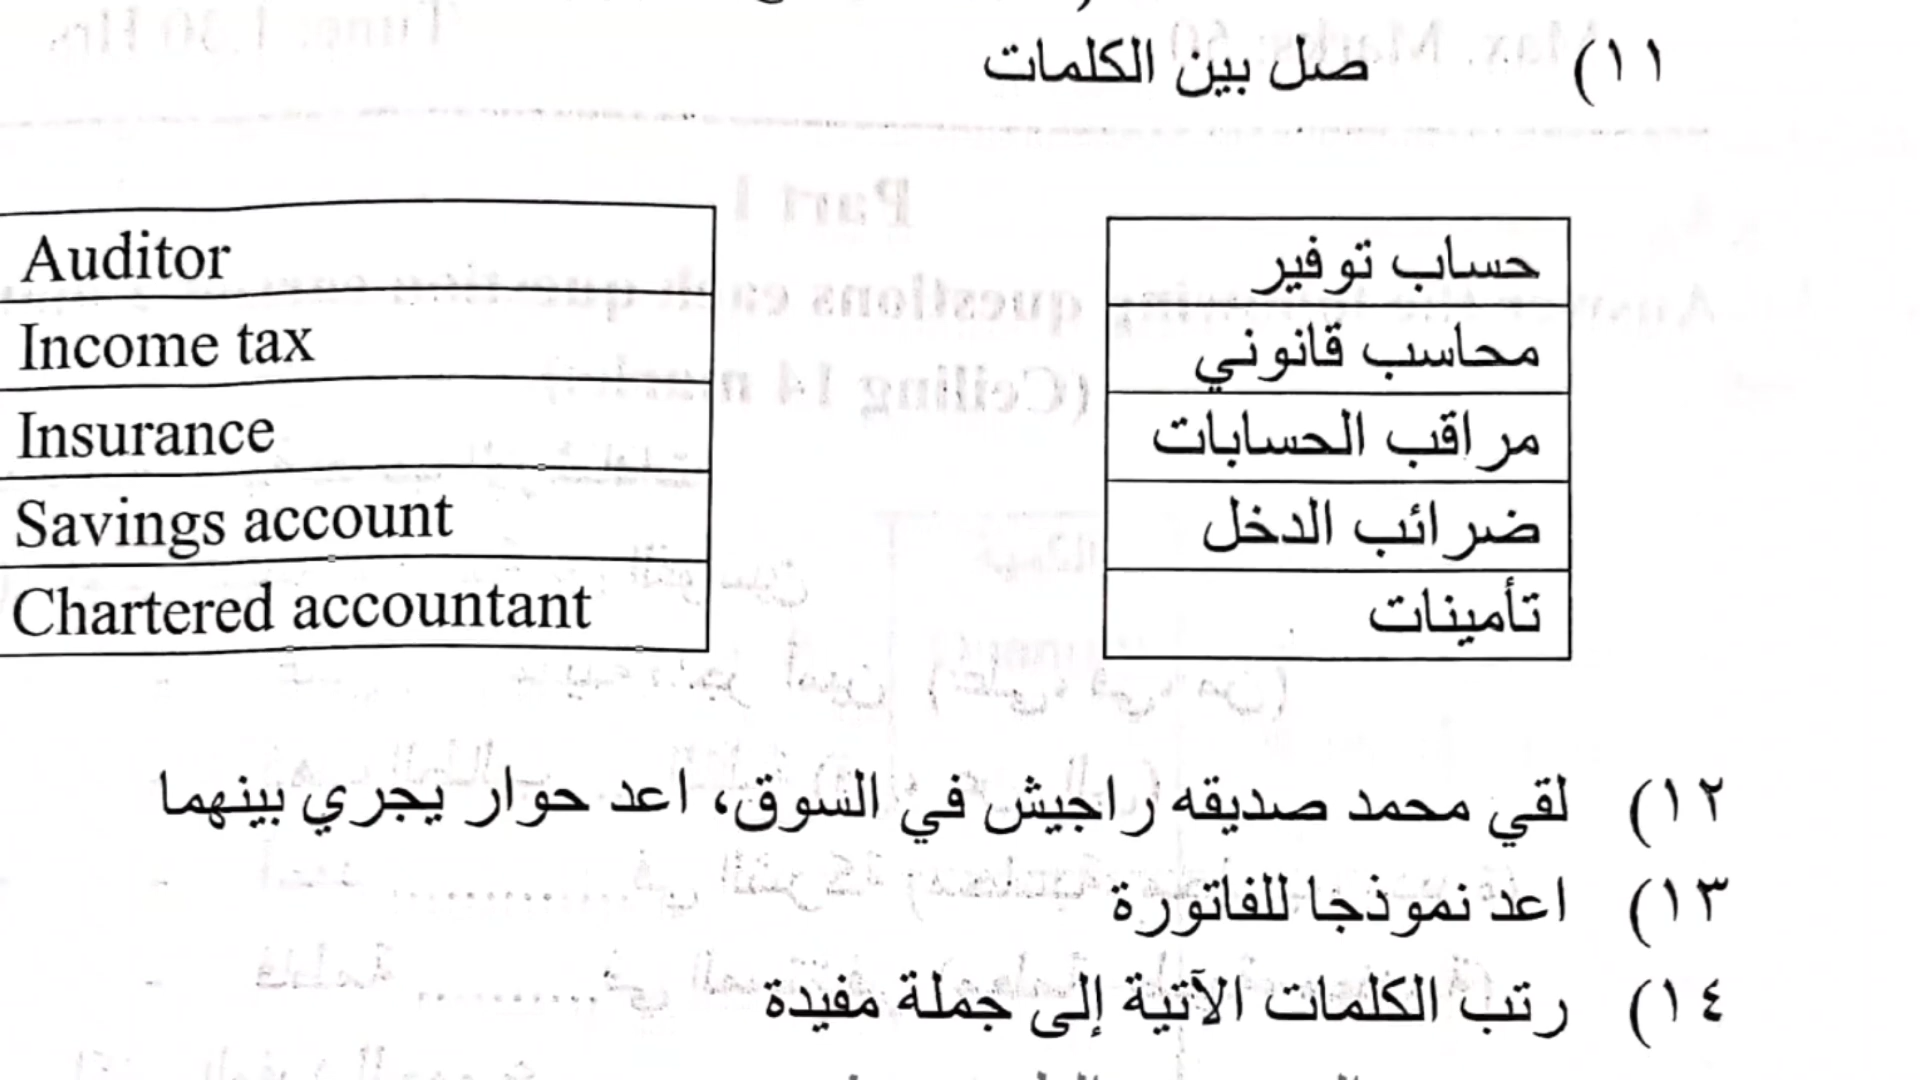 ١١) صل بين الكلمات
حساب توفير
محاسب قانوني
مراقب الحسابات
ضرائب الدخل
تأمينات
Auditor
Income tax
Insurance
Savings account
Chartered accountant
١٢) لقي محمد صديقه راجيش في السوق، اعد حوار يجري بينهما
١٣) اعد نموذجا للفاتورة
١٤) رتب الكلمات الآتية إلى جملة مفيدة